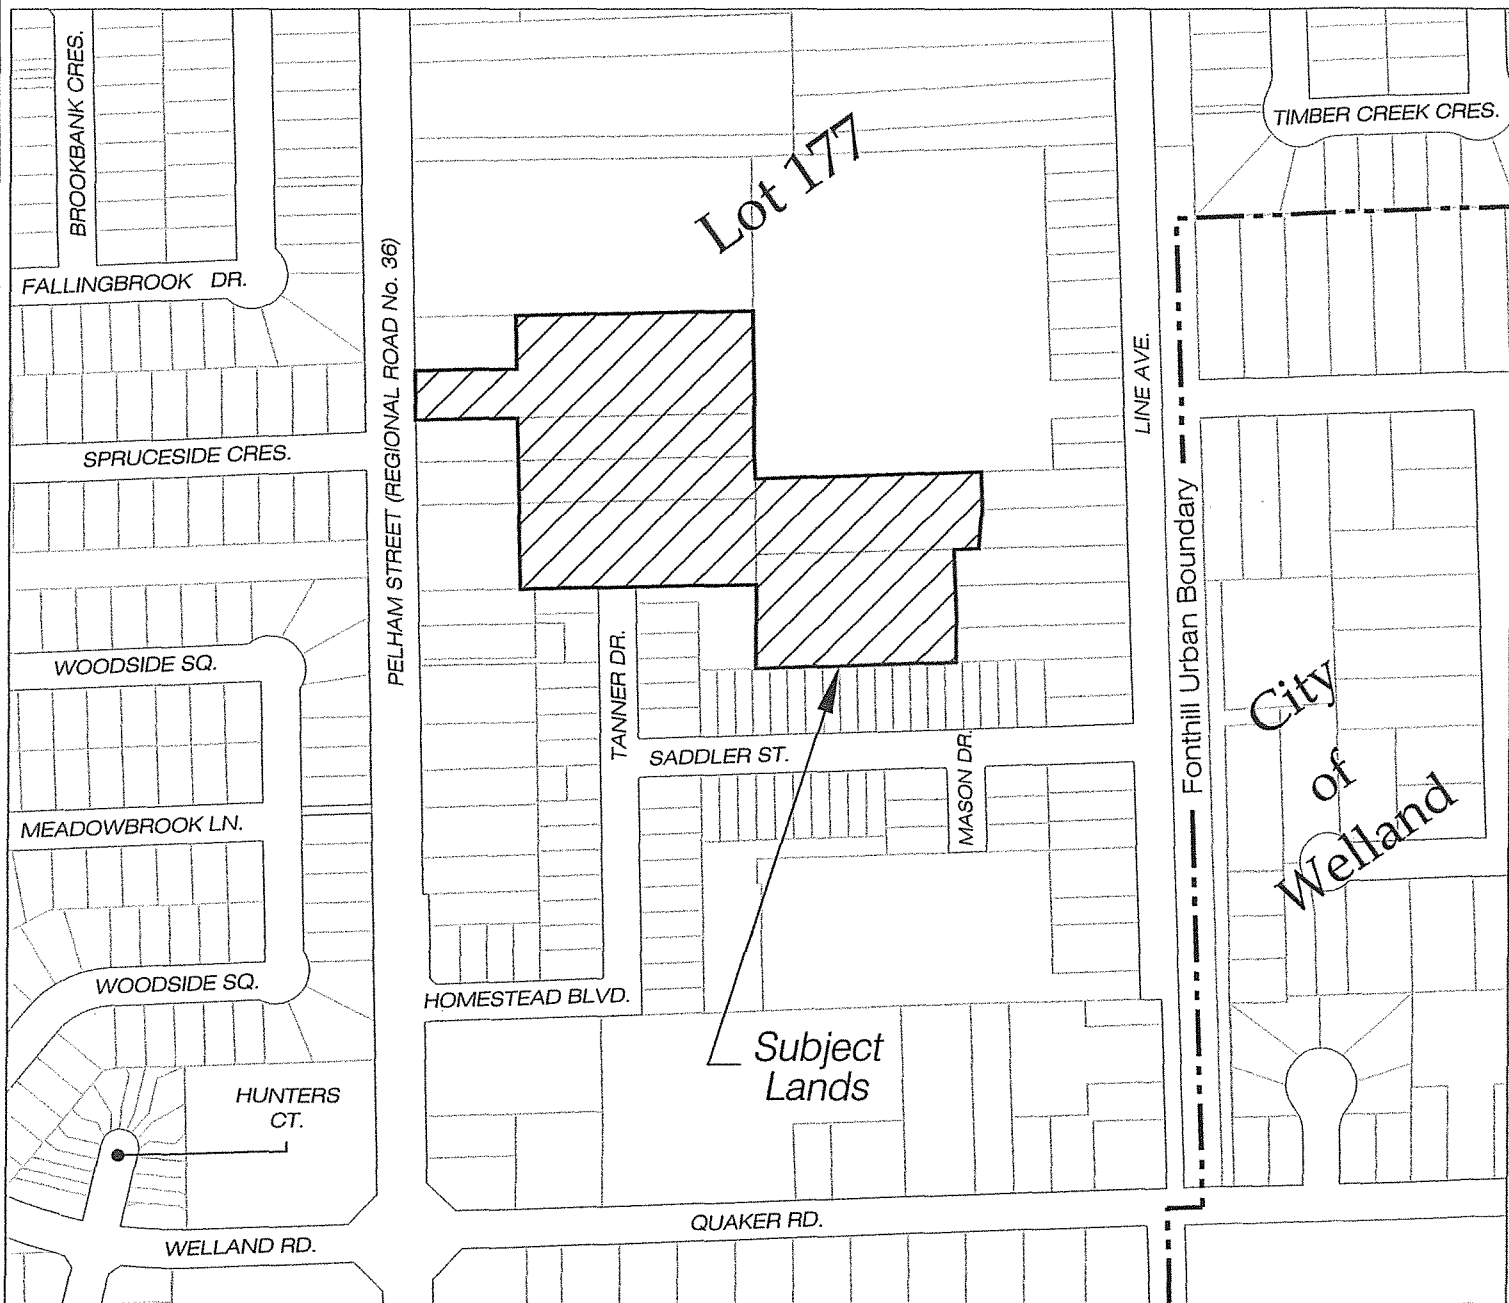 BROOKBANK CRES.
TIMBER CREEK CRES.
Lot 177
FALLINGBROOK DR.
PELHAM STREET (REGIONAL ROAD No. 36)
LINE AVE.
SPRUCESIDE CRES.
Fonthill Urban Boundary
WOODSIDE SQ.
TANNER DR.
City
of
Welland
SADDLER ST.
MASON DR.
MEADOWBROOK LN.
WOODSIDE SQ.
HOMESTEAD BLVD.
Subject
Lands
HUNTERS
CT.
QUAKER RD.
WELLAND RD.